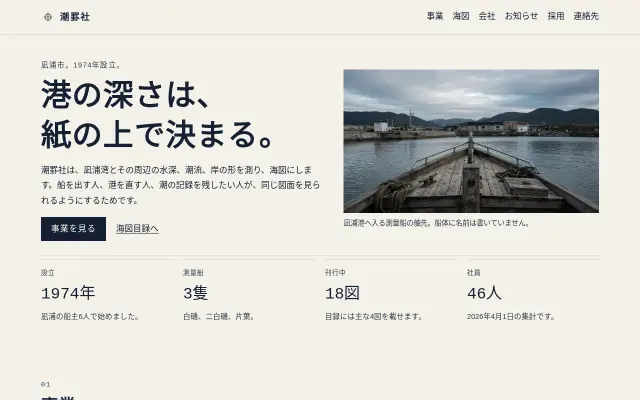 潮罫社
事業 海図 会社 お知らせ 採用 連絡先
凪浦市。1974年設立。
港の深さは、
紙の上で決まる。
潮罫社は、凪浦湾とその周辺の水深、潮流、岸の形を測り、海図にしま
す。船を出す人、港を直す人、潮の記録を残したい人が、同じ図面を見ら
れるようにするためです。
事業を見る 海図目録へ
凪浦港へ入る測量船の舳先。船体に名前は書いていません。
設立
1974年
凪浦の船主6人で始めました。
測量船
3隻
白磯、二白磯、片葉。
刊行中
18図
目録には主な4図を載せます。
社員
46人
2026年4月1日の集計です。
01
事業